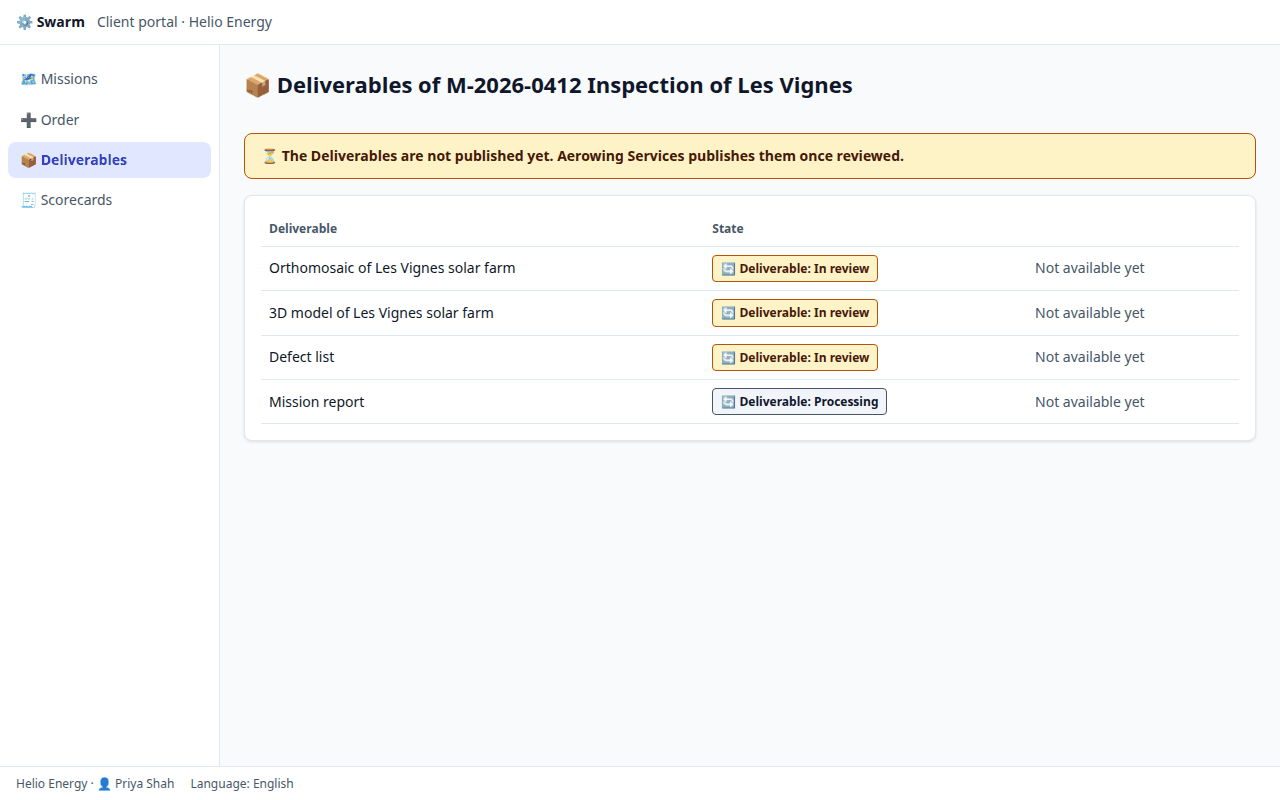 ⚙️ Swarm Client portal · Helio Energy
🗺️ Missions
➕ Order
📦 Deliverables
🧾 Scorecards
📦 Deliverables of M-2026-0412 Inspection of Les Vignes
⏳ The Deliverables are not published yet. Aerowing Services publishes them once reviewed.
Deliverable State
Orthomosaic of Les Vignes solar farm 🔄 Deliverable: In review Not available yet
3D model of Les Vignes solar farm 🔄 Deliverable: In review Not available yet
Defect list 🔄 Deliverable: In review Not available yet
Mission report 🔄 Deliverable: Processing Not available yet
Helio Energy · 👤 Priya Shah Language: English